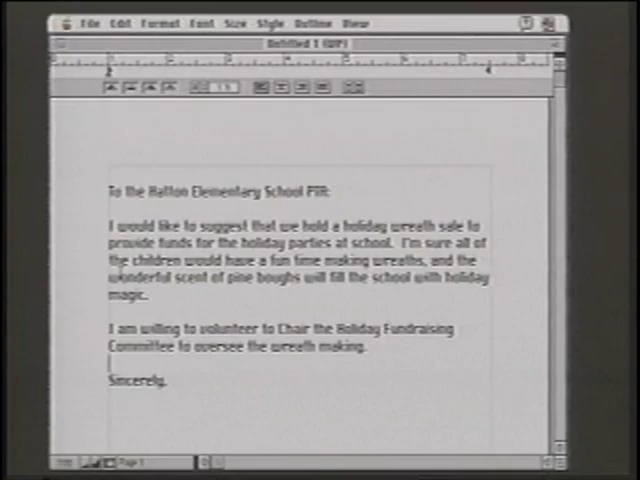 File Edit Format Font Size Style Outline View
Untitled 1 (WP)
To the Hatton Elementary School PTA:
I would like to suggest that we hold a holiday wreath sale to
provide funds for the holiday parties at school. I'm sure all of
the children would have a fun time making wreaths, and the
wonderful scent of pine boughs will fill the school with holiday
magic.
I am willing to volunteer to Chair the Holiday Fundraising
Committee to oversee the wreath making.
Sincerely,
Page 1